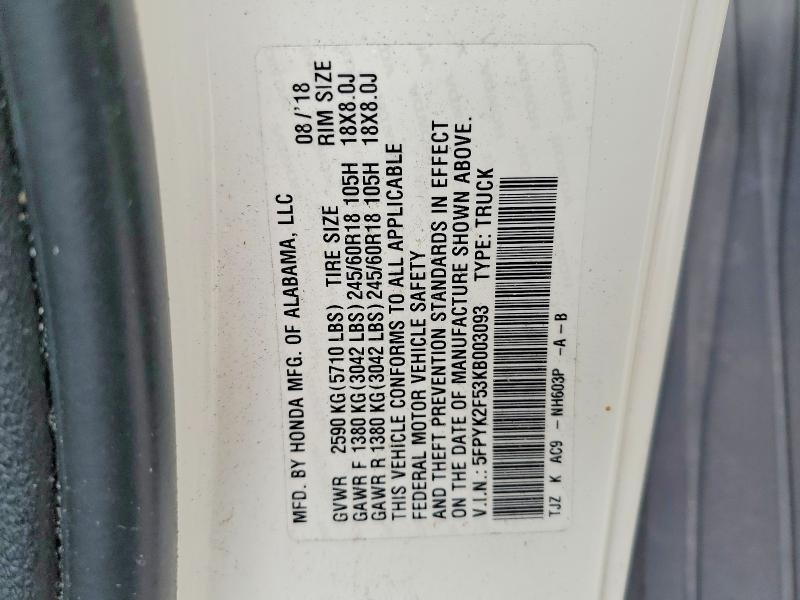 MFD. BY HONDA MFG. OF ALABAMA, LLC 08/'18
GVWR 2590 KG(5710 LBS) TIRE SIZE RIM SIZE
GAWR F 1380 KG(3042 LBS)245/60R18 105H 18X8.0J
GAWR R 1380 KG(3042 LBS)245/60R18 105H 18X8.0J
THIS VEHICLE CONFORMS TO ALL APPLICABLE
FEDERAL MOTOR VEHICLE SAFETY
AND THEFT PREVENTION STANDARDS IN EFFECT
ON THE DATE OF MANUFACTURE SHOWN ABOVE.
V.I.N.: 5FPYK2F53KB003093 TYPE: TRUCK
TJZ K AC9 - NH603P -A-B